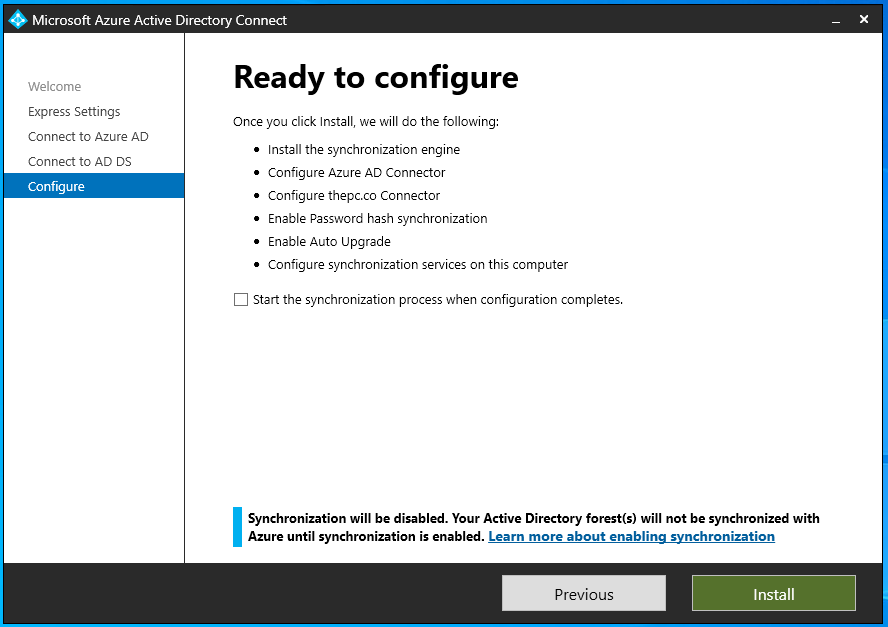 Microsoft Azure Active Directory Connect
Welcome
Express Settings
Connect to Azure AD
Connect to AD DS
Configure
Ready to configure
Once you click Install, we will do the following:
Install the synchronization engine
Configure Azure AD Connector
Configure thepc.co Connector
Enable Password hash synchronization
Enable Auto Upgrade
Configure synchronization services on this computer
Start the synchronization process when configuration completes.
Synchronization will be disabled. Your Active Directory forest(s) will not be synchronized with
Azure until synchronization is enabled. Learn more about enabling synchronization
Previous
Install